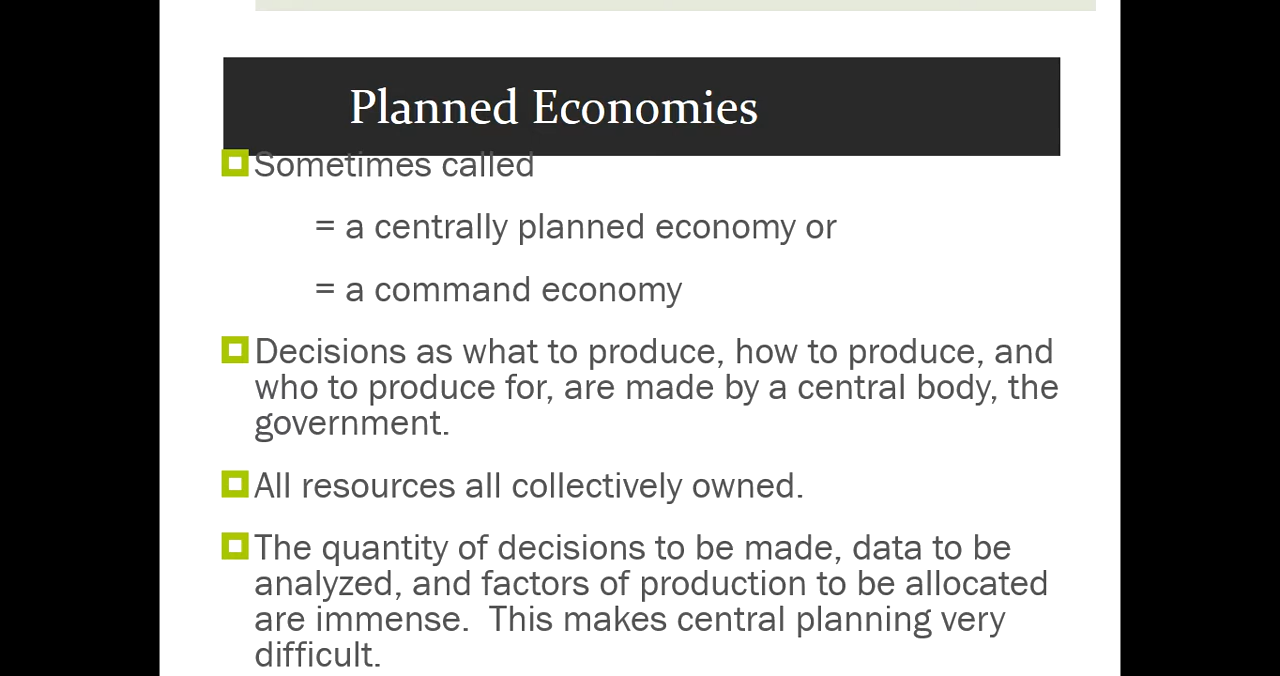 Planned Economies
Sometimes called
= a centrally planned economy or
= a command economy
Decisions as what to produce, how to produce, and
who to produce for, are made by a central body, the
government.
All resources all collectively owned.
The quantity of decisions to be made, data to be
analyzed, and factors of production to be allocated
are immense.  This makes central planning very
difficult.